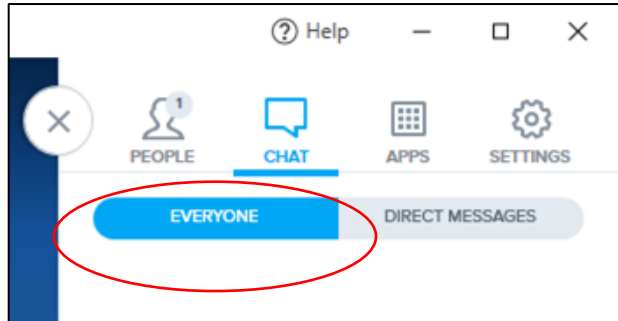 ? Help
1
PEOPLE CHAT APPS SETTINGS
EVERYONE DIRECT MESSAGES